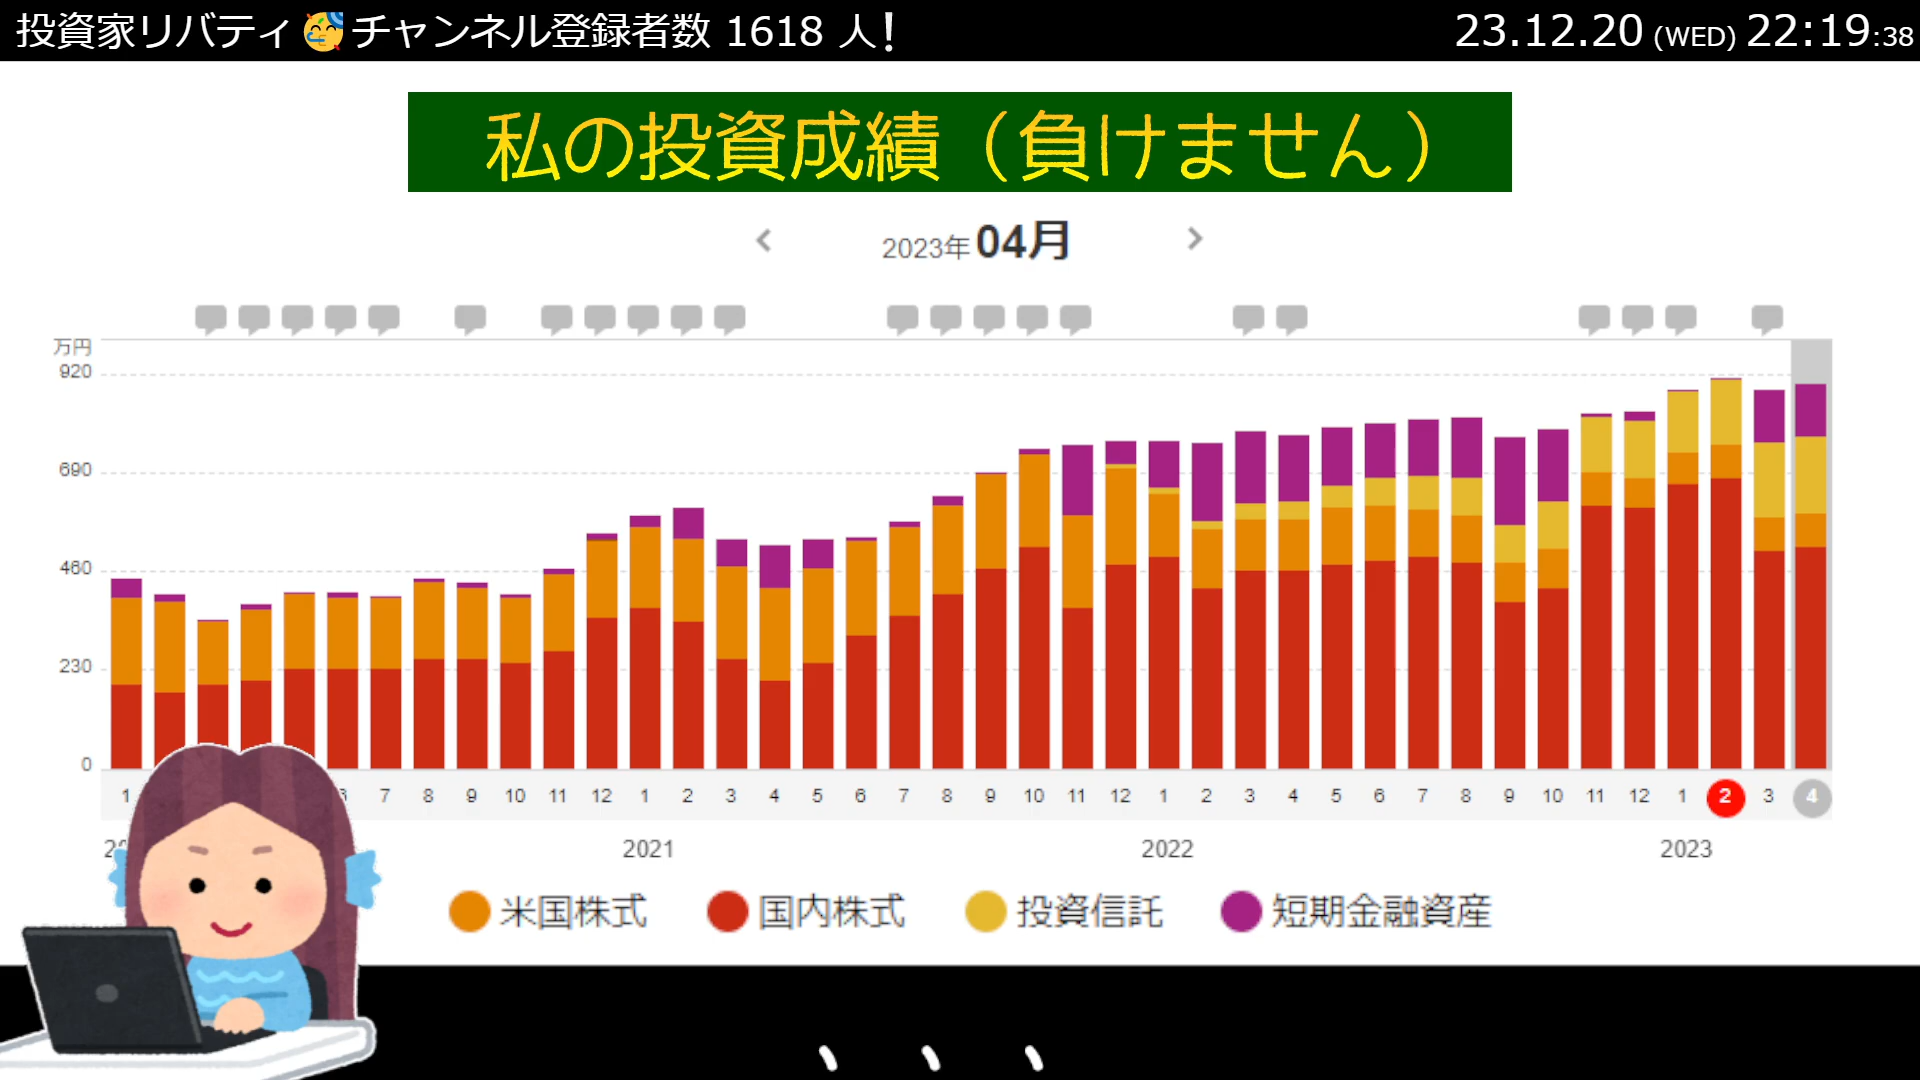 投資家リバティ🥳チャンネル登録者数 1618 人!
23.12.20 (WED) 22:19:38
私の投資成績（負けません）
2023年04月
万円
920
690
460
230
0
1 7 8 9 10 11 12 1 2 3 4 5 6 7 8 9 10 11 12 1 2 3 4 5 6 7 8 9 10 11 12 1 2 3 4
2021 2022 2023
米国株式 国内株式 投資信託 短期金融資産
、、、